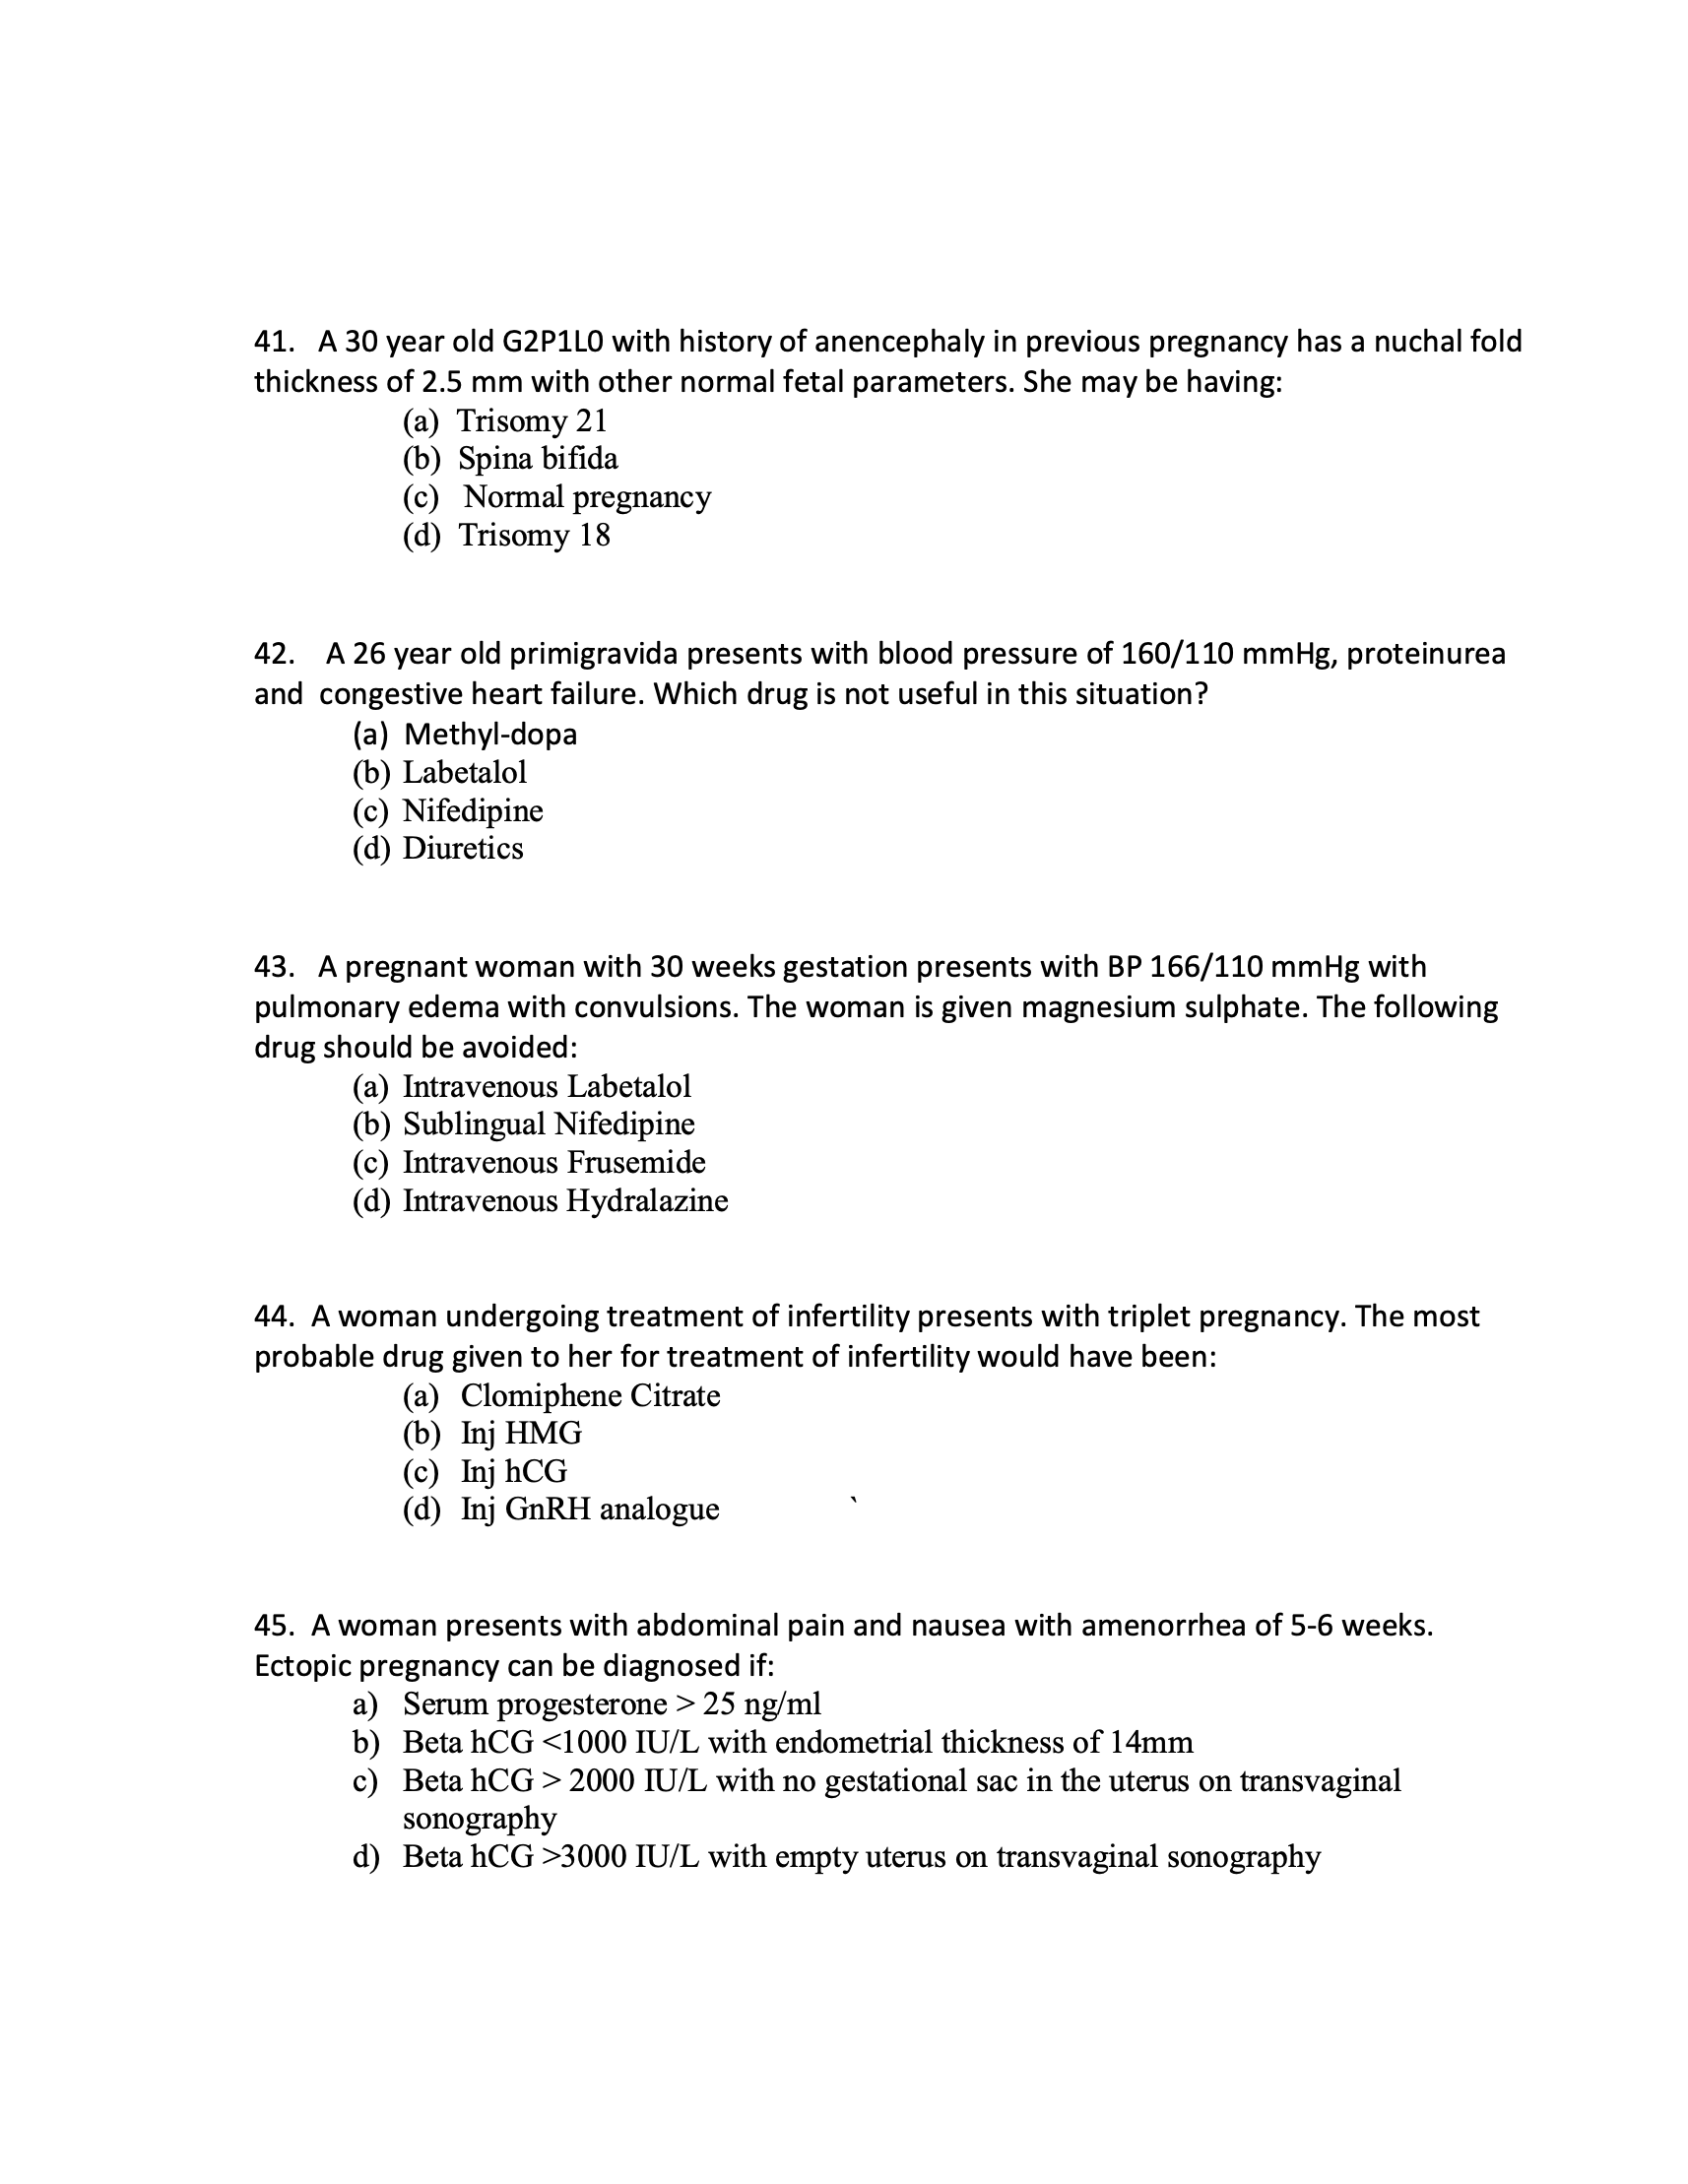 41. A 30 year old G2P1L0 with history of anencephaly in previous pregnancy has a nuchal fold
thickness of 2.5 mm with other normal fetal parameters. She may be having:
(a) Trisomy 21
(b) Spina bifida
(c) Normal pregnancy
(d) Trisomy 18
42. A 26 year old primigravida presents with blood pressure of 160/110 mmHg, proteinurea
and congestive heart failure. Which drug is not useful in this situation?
(a) Methyl-dopa
(b) Labetalol
(c) Nifedipine
(d) Diuretics
43. A pregnant woman with 30 weeks gestation presents with BP 166/110 mmHg with
pulmonary edema with convulsions. The woman is given magnesium sulphate. The following
drug should be avoided:
(a) Intravenous Labetalol
(b) Sublingual Nifedipine
(c) Intravenous Frusemide
(d) Intravenous Hydralazine
44. A woman undergoing treatment of infertility presents with triplet pregnancy. The most
probable drug given to her for treatment of infertility would have been:
(a) Clomiphene Citrate
(b) Inj HMG
(c) Inj hCG
(d) Inj GnRH analogue `
45. A woman presents with abdominal pain and nausea with amenorrhea of 5-6 weeks.
Ectopic pregnancy can be diagnosed if:
a) Serum progesterone > 25 ng/ml
b) Beta hCG <1000 IU/L with endometrial thickness of 14mm
c) Beta hCG > 2000 IU/L with no gestational sac in the uterus on transvaginal
sonography
d) Beta hCG >3000 IU/L with empty uterus on transvaginal sonography